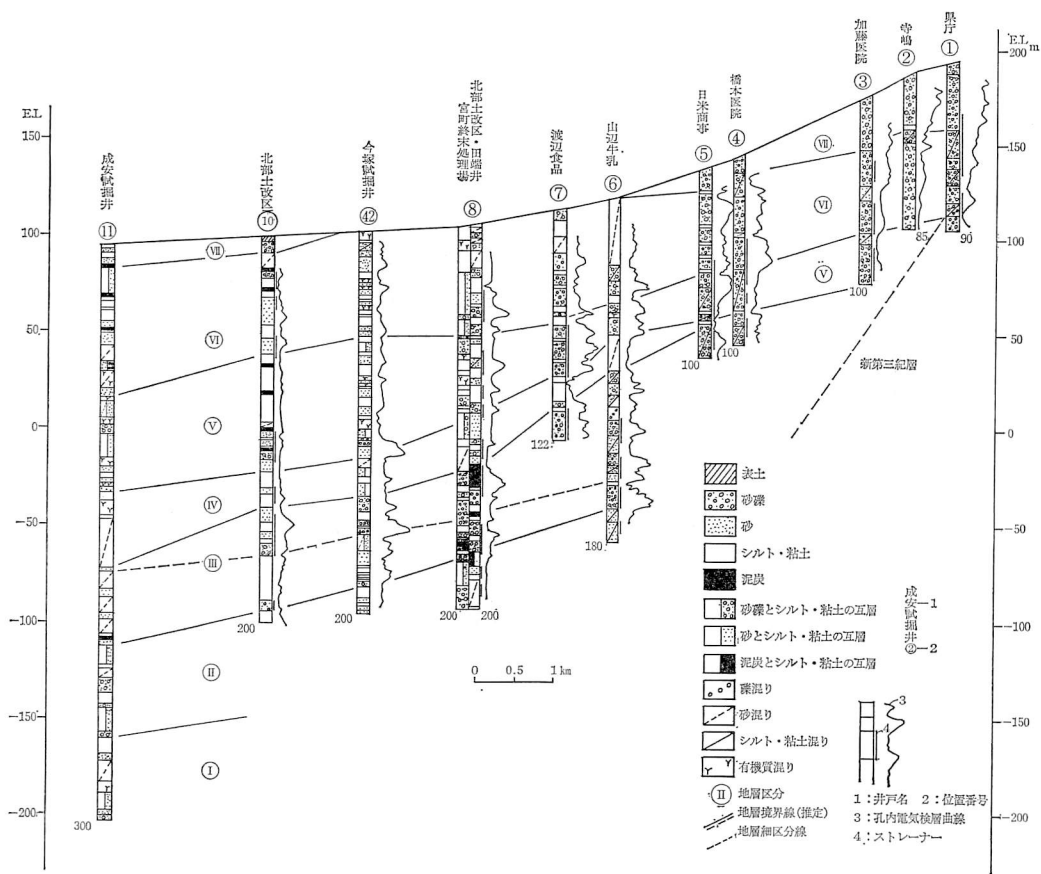 E.L
150
100
50
0
−50
−100
−150
−200
成安試掘井
⑪
300
北部土改区
⑩
200
今塚試掘井
㊷
200
北部土改区・田端井
宮町終末処理場
⑧
200
200
渡辺食品
⑦
122
山辺牛乳
⑥
180
日米商事
⑤
100
橋本医院
④
100
加藤医院
③
100
寺嶋
②
85
県庁
①
90
E.L
m
200
150
100
50
0
−50
−100
−150
−200
Ⅶ
Ⅵ
Ⅴ
Ⅳ
Ⅲ
Ⅱ
Ⅰ
Ⅶ
Ⅵ
Ⅴ
新第三紀層
0 0.5 1 km
表土
砂礫
砂
シルト・粘土
泥炭
砂礫とシルト・粘土の互層
砂とシルト・粘土の互層
泥炭とシルト・粘土の互層
礫混り
砂混り
シルト・粘土混り
有機質混り
Ⅱ 地層区分
地層境界線(推定)
地層細区分線
成安試掘井−1
②−2
3
4
1:井戸名 2:位置番号
3:孔内電気検層曲線
4:ストレーナー